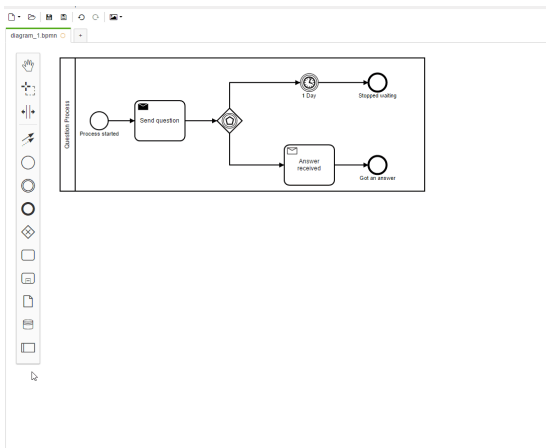 diagram_1.bpmn
+
Question Process
Process started
Send question
1 Day
Stopped waiting
Answer
received
Got an answer